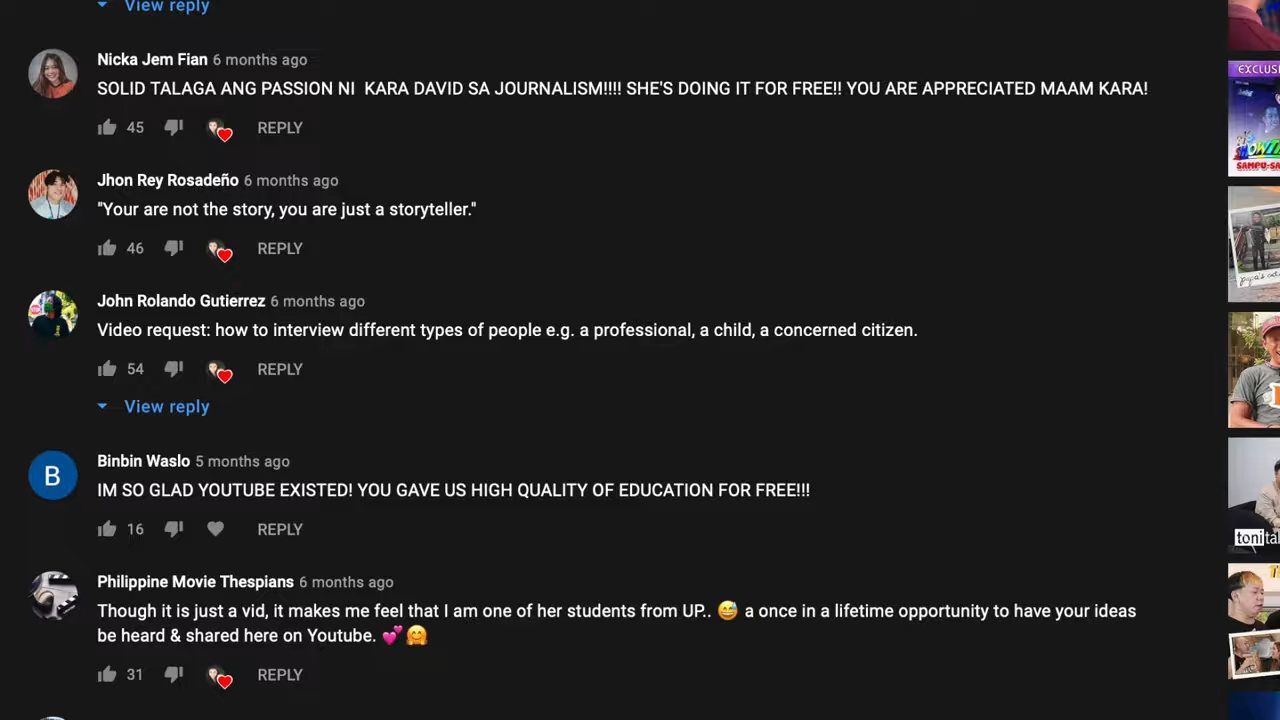 View reply
Nicka Jem Fian 6 months ago
SOLID TALAGA ANG PASSION NI KARA DAVID SA JOURNALISM!!!! SHE'S DOING IT FOR FREE!! YOU ARE APPRECIATED MAAM KARA!
45 REPLY
Jhon Rey Rosadeño 6 months ago
"Your are not the story, you are just a storyteller."
46 REPLY
John Rolando Gutierrez 6 months ago
Video request: how to interview different types of people e.g. a professional, a child, a concerned citizen.
54 REPLY
View reply
B
Binbin Waslo 5 months ago
IM SO GLAD YOUTUBE EXISTED! YOU GAVE US HIGH QUALITY OF EDUCATION FOR FREE!!!
16 REPLY
Philippine Movie Thespians 6 months ago
Though it is just a vid, it makes me feel that I am one of her students from UP.. 😅 a once in a lifetime opportunity to have your ideas
be heard & shared here on Youtube. 💕🤗
31 REPLY
EXCLUSI
SAMPU-SA
toni tal